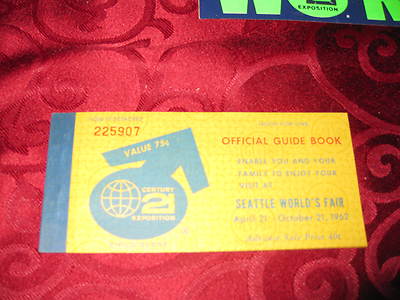 EXPOSITION
225907
OFFICIAL GUIDE BOOK
VALUE 75¢
ENABLE YOU AND YOUR
FAMILY TO ENJOY YOUR
VISIT AT
SEATTLE WORLD'S FAIR
April 21 - October 21, 1962
CENTURY
21
EXPOSITION